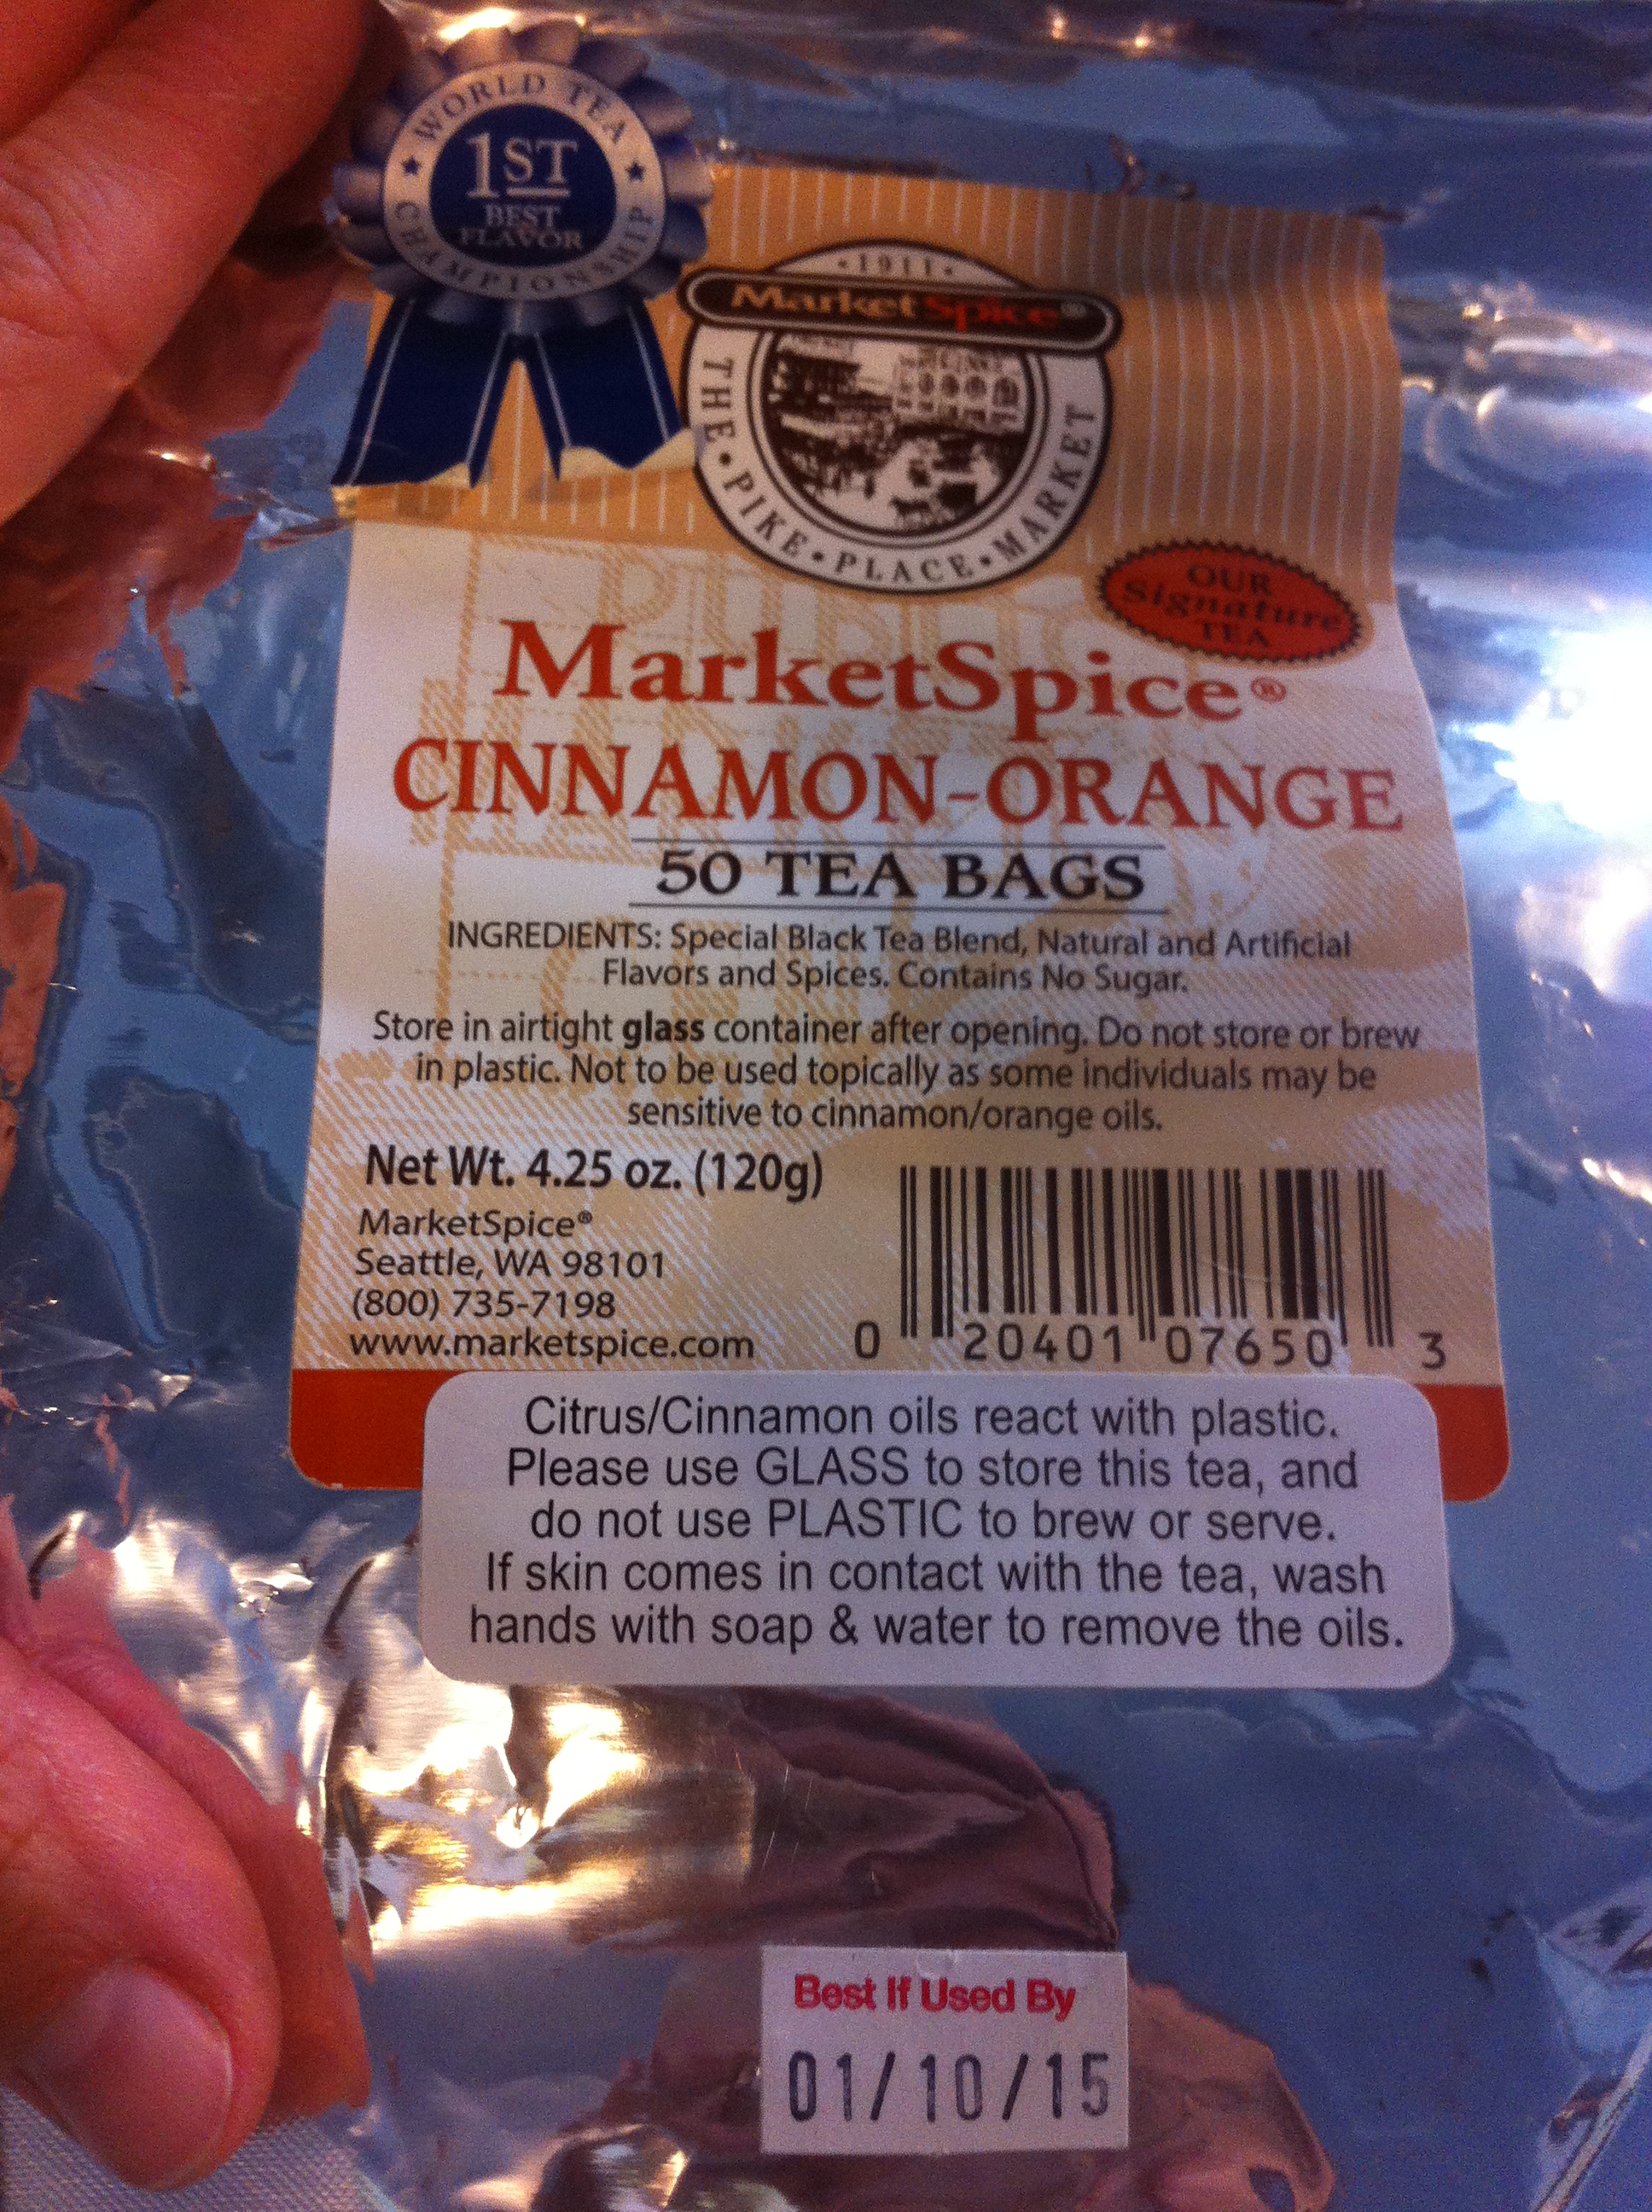 WORLD TEA
1ST
BEST
FLAVOR
CHAMPIONSHIP
• 1911 •
MarketSpice®
THE • PIKE • PLACE • MARKET
OUR
Signature
TEA
MarketSpice®
CINNAMON-ORANGE
50 TEA BAGS
INGREDIENTS: Special Black Tea Blend, Natural and Artificial
Flavors and Spices. Contains No Sugar.
Store in airtight glass container after opening. Do not store or brew
in plastic. Not to be used topically as some individuals may be
sensitive to cinnamon/orange oils.
Net Wt. 4.25 oz. (120g)
MarketSpice®
Seattle, WA 98101
(800) 735-7198
www.marketspice.com
0 20401 07650 3
Citrus/Cinnamon oils react with plastic.
Please use GLASS to store this tea, and
do not use PLASTIC to brew or serve.
If skin comes in contact with the tea, wash
hands with soap & water to remove the oils.
Best If Used By
01/10/15